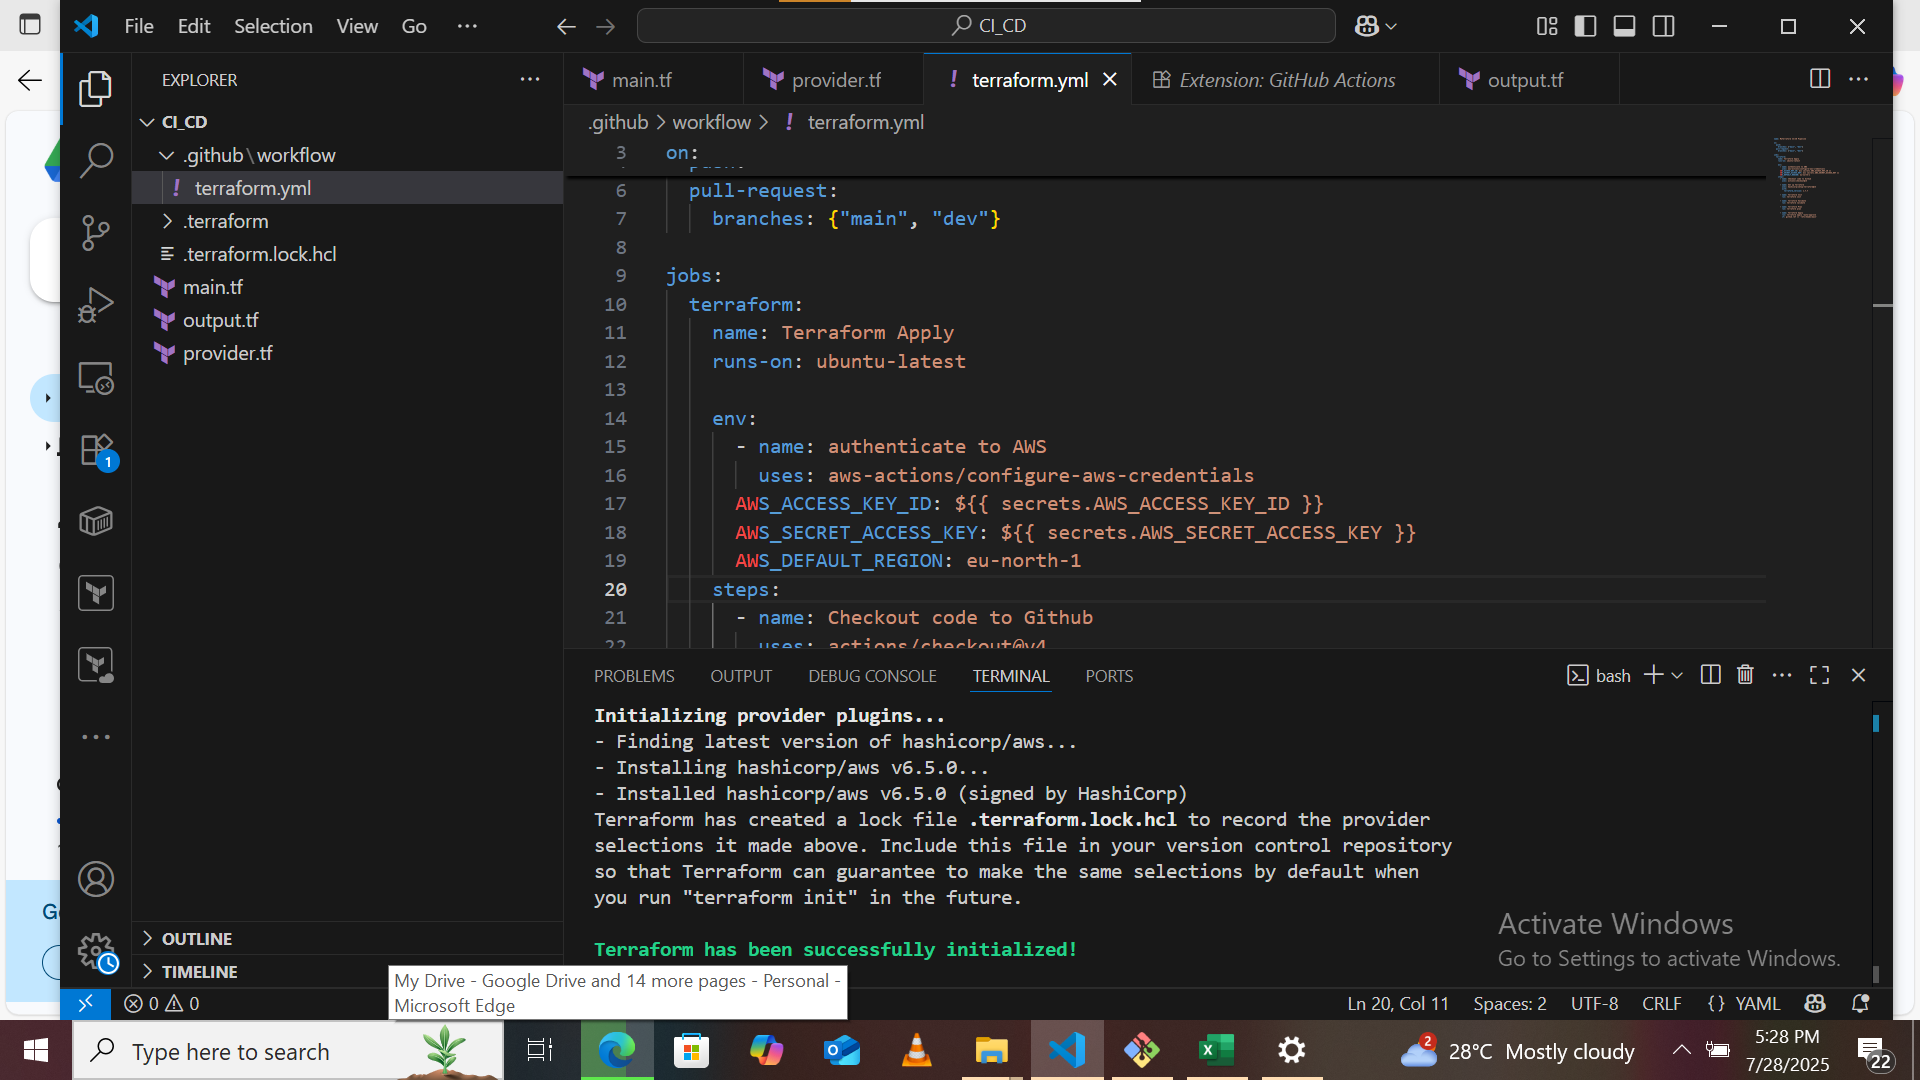 File Edit Selection View Go
CI_CD
EXPLORER
main.tf
provider.tf
! terraform.yml
Extension: GitHub Actions
output.tf
.github > workflow > ! terraform.yml
CI_CD
.github\workflow
! terraform.yml
.terraform
.terraform.lock.hcl
main.tf
output.tf
provider.tf
3 on:
6 pull-request:
7 branches: {"main", "dev"}
8
9 jobs:
10 terraform:
11 name: Terraform Apply
12 runs-on: ubuntu-latest
13
14 env:
15 - name: authenticate to AWS
16 uses: aws-actions/configure-aws-credentials
17 AWS_ACCESS_KEY_ID: ${{ secrets.AWS_ACCESS_KEY_ID }}
18 AWS_SECRET_ACCESS_KEY: ${{ secrets.AWS_SECRET_ACCESS_KEY }}
19 AWS_DEFAULT_REGION: eu-north-1
20 steps:
21 - name: Checkout code to Github
22 uses: actions/checkout@v4
1
PROBLEMS OUTPUT DEBUG CONSOLE TERMINAL PORTS
bash
Initializing provider plugins...
- Finding latest version of hashicorp/aws...
- Installing hashicorp/aws v6.5.0...
- Installed hashicorp/aws v6.5.0 (signed by HashiCorp)
Terraform has created a lock file .terraform.lock.hcl to record the provider
selections it made above. Include this file in your version control repository
so that Terraform can guarantee to make the same selections by default when
you run "terraform init" in the future.
Terraform has been successfully initialized!
Activate Windows
Go to Settings to activate Windows.
OUTLINE
TIMELINE
My Drive - Google Drive and 14 more pages - Personal -
Microsoft Edge
0 0
Ln 20, Col 11 Spaces: 2 UTF-8 CRLF {} YAML
Type here to search
2
28°C Mostly cloudy
5:28 PM
7/28/2025
22